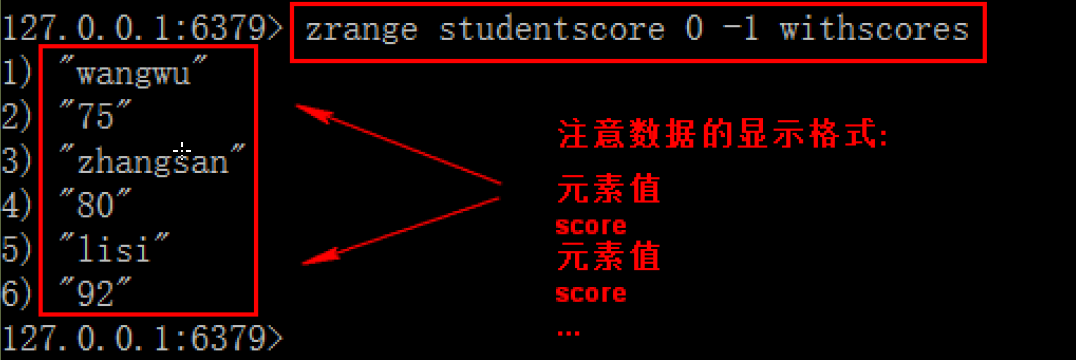 127.0.0.1:6379> zrange studentscore 0 -1 withscores
1) "wangwu"
2) "75"
3) "zhangsan"
4) "80"
5) "lisi"
6) "92"
127.0.0.1:6379>
注意数据的显示格式:
元素值
score
元素值
score
...